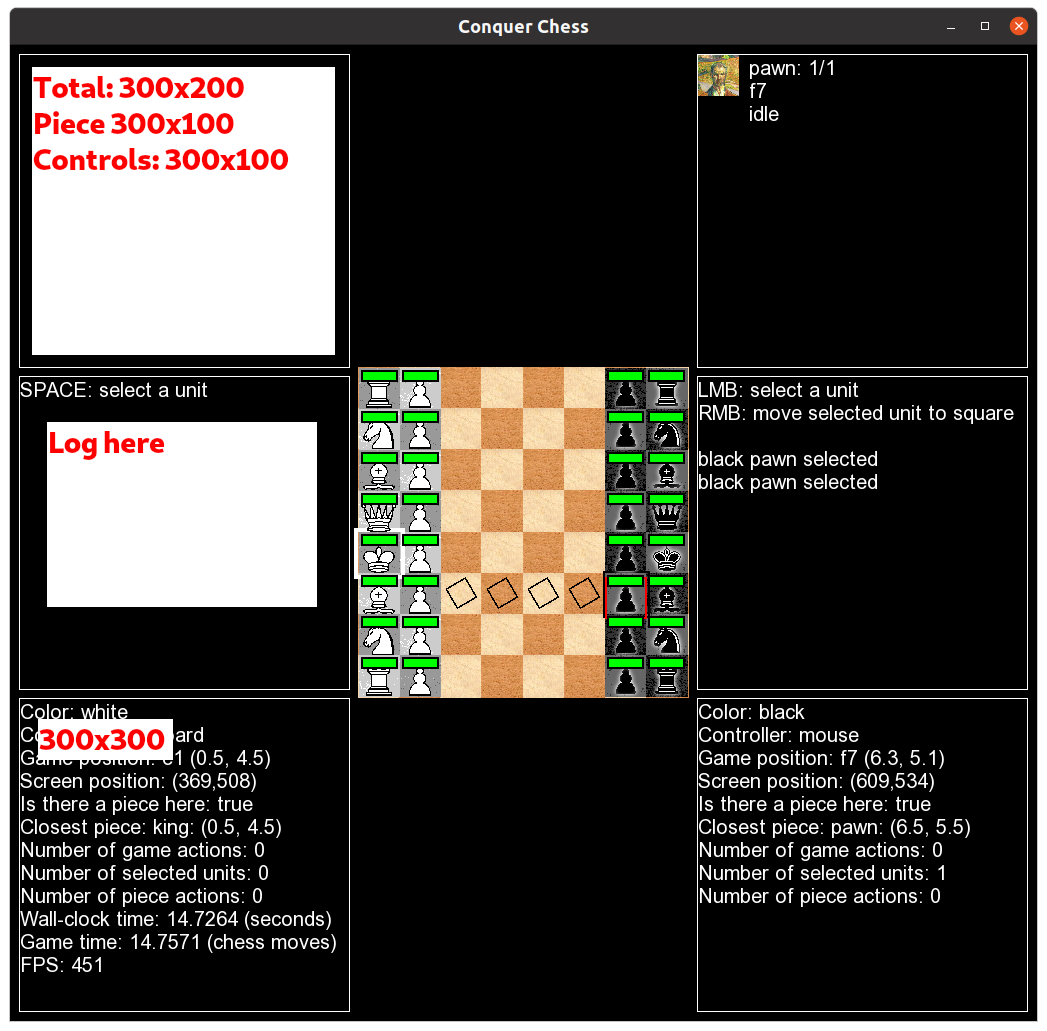 Conquer Chess
Total: 300x200
Piece 300x100
Controls: 300x100
pawn: 1/1
f7
idle
SPACE: select a unit
Log here
LMB: select a unit
RMB: move selected unit to square
black pawn selected
black pawn selected
Color: white
300x300
Game position: e1 (0.5, 4.5)
Screen position: (369,508)
Is there a piece here: true
Closest piece: king: (0.5, 4.5)
Number of game actions: 0
Number of selected units: 0
Number of piece actions: 0
Wall-clock time: 14.7264 (seconds)
Game time: 14.7571 (chess moves)
FPS: 451
Color: black
Controller: mouse
Game position: f7 (6.3, 5.1)
Screen position: (609,534)
Is there a piece here: true
Closest piece: pawn: (6.5, 5.5)
Number of game actions: 0
Number of selected units: 1
Number of piece actions: 0